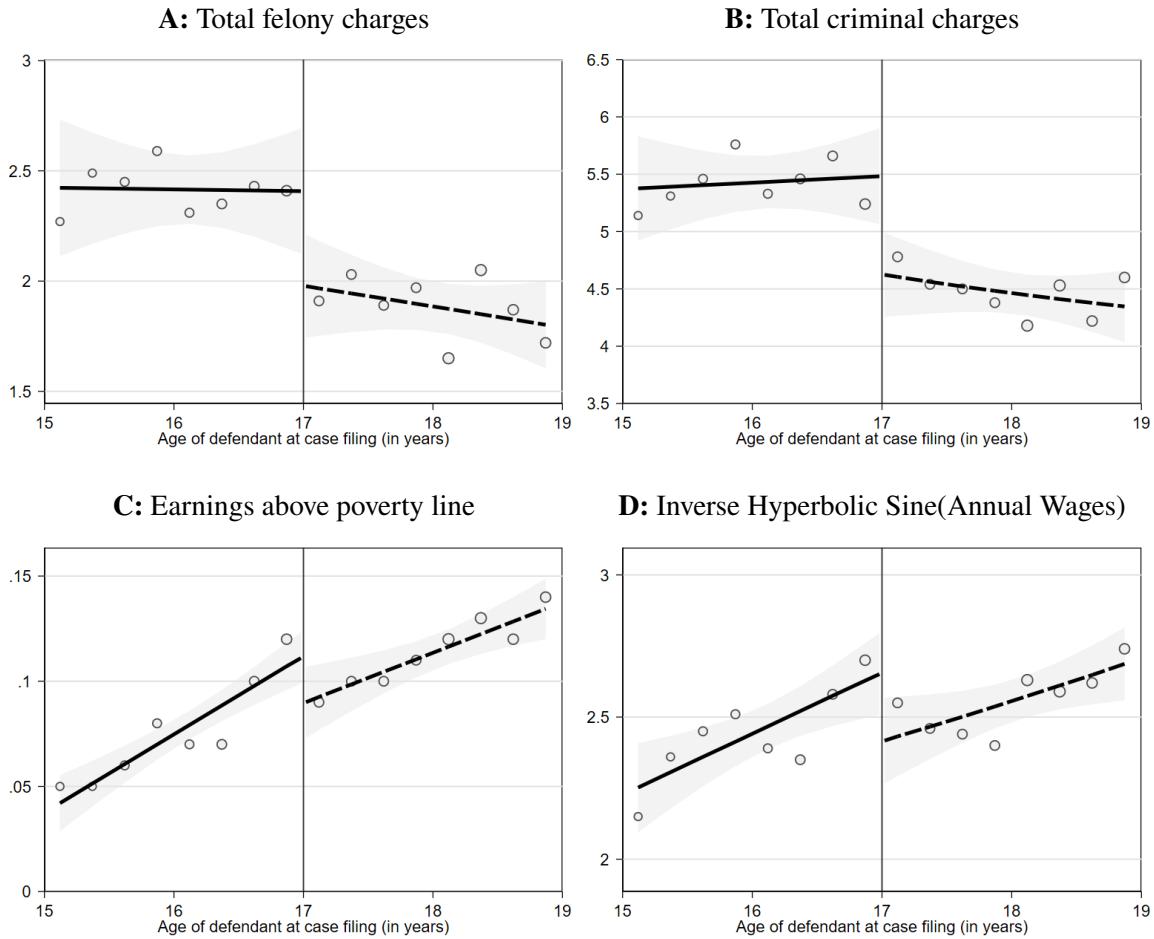 A: Total felony charges
3
2.5
2
1.5
15 16 17 18 19
Age of defendant at case filing (in years)
B: Total criminal charges
6.5
6
5.5
5
4.5
4
3.5
15 16 17 18 19
Age of defendant at case filing (in years)
C: Earnings above poverty line
.15
.1
.05
0
15 16 17 18 19
Age of defendant at case filing (in years)
D: Inverse Hyperbolic Sine(Annual Wages)
3
2.5
2
15 16 17 18 19
Age of defendant at case filing (in years)